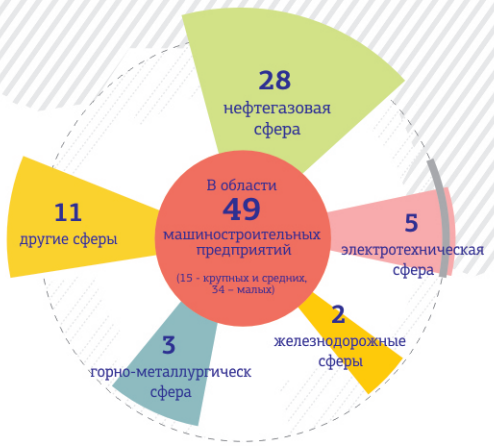 28
нефтегазовая
сфера
В области
49
машиностроительных
предприятий
(15 - крупных и средних,
34 – малых)
11
другие сферы
5
электротехническая
сфера
2
железнодорожные
сферы
3
горно-металлургическ
сфера